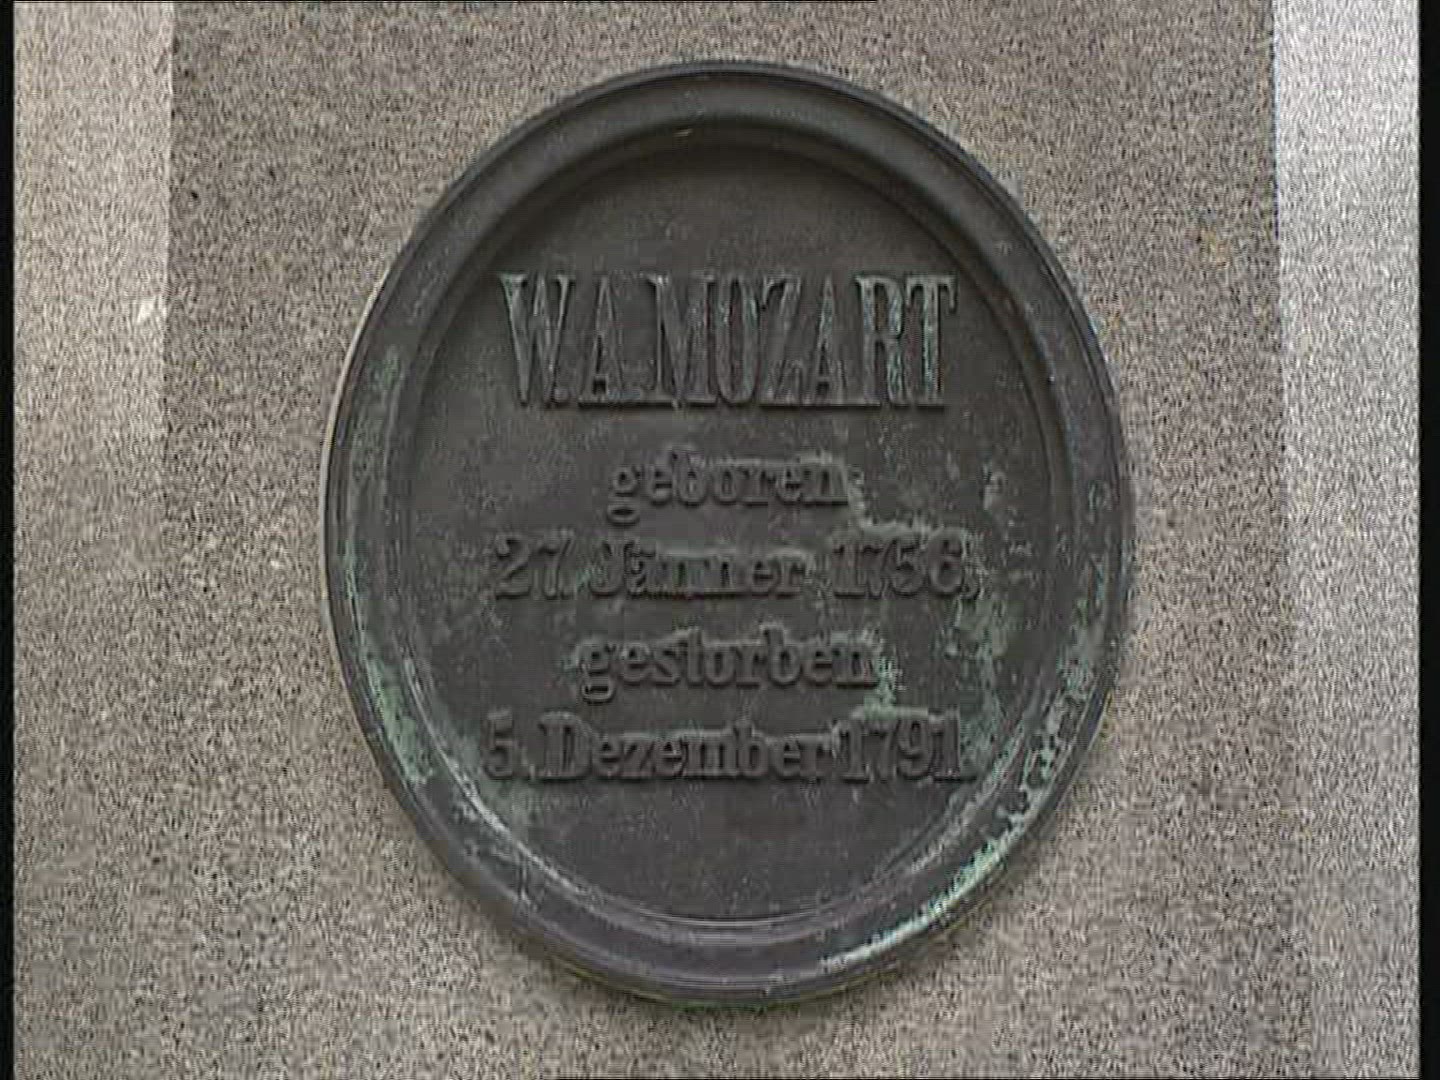 W.A.MOZART
geboren
27. Jänner 1756,
gestorben
5. Dezember 1791.